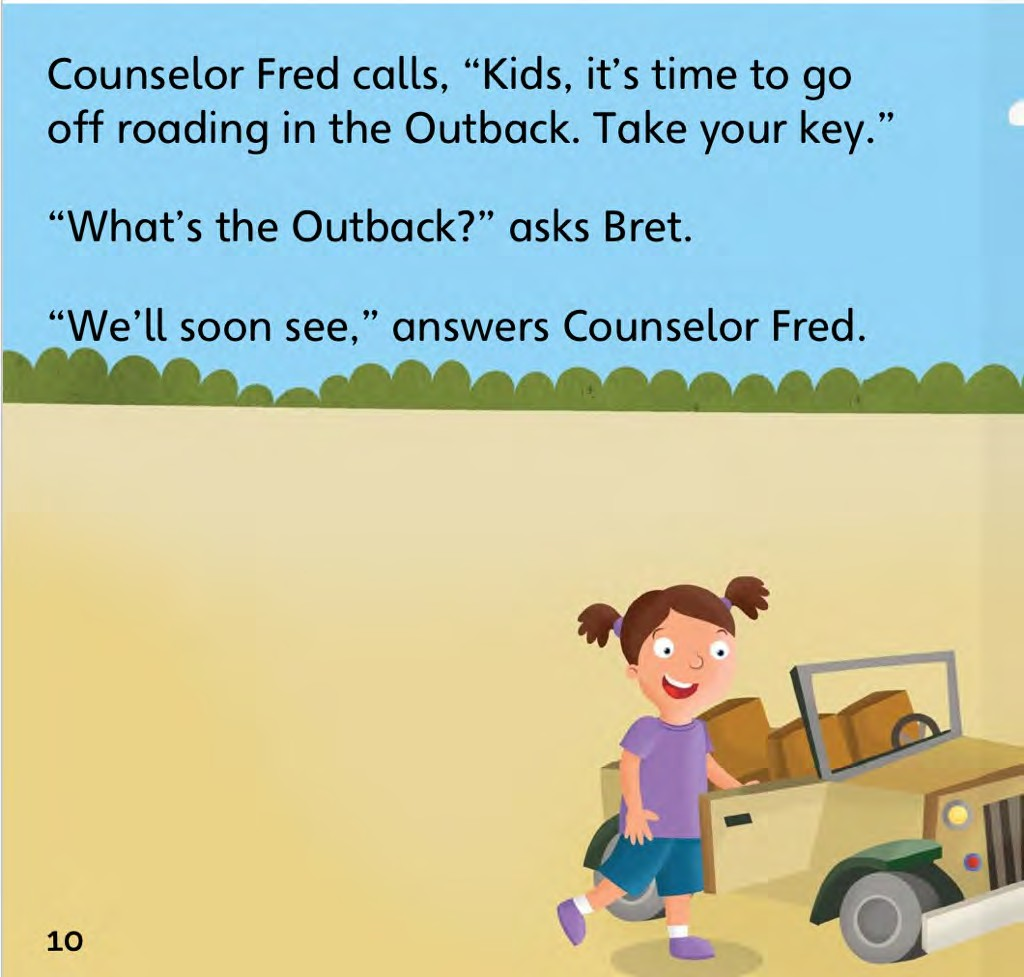 Counselor Fred calls, “Kids, it’s time to go
off roading in the Outback. Take your key.”
“What’s the Outback?” asks Bret.
“We’ll soon see,” answers Counselor Fred.
10